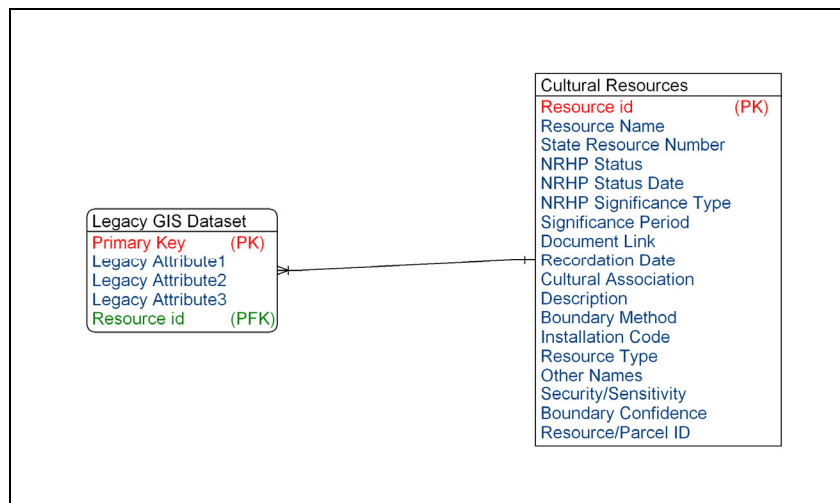 Cultural Resources
Resource id (PK)
Resource Name
State Resource Number
NRHP Status
NRHP Status Date
NRHP Significance Type
Significance Period
Document Link
Recordation Date
Cultural Association
Description
Boundary Method
Installation Code
Resource Type
Other Names
Security/Sensitivity
Boundary Confidence
Resource/Parcel ID
Legacy GIS Dataset
Primary Key (PK)
Legacy Attribute1
Legacy Attribute2
Legacy Attribute3
Resource id (PFK)